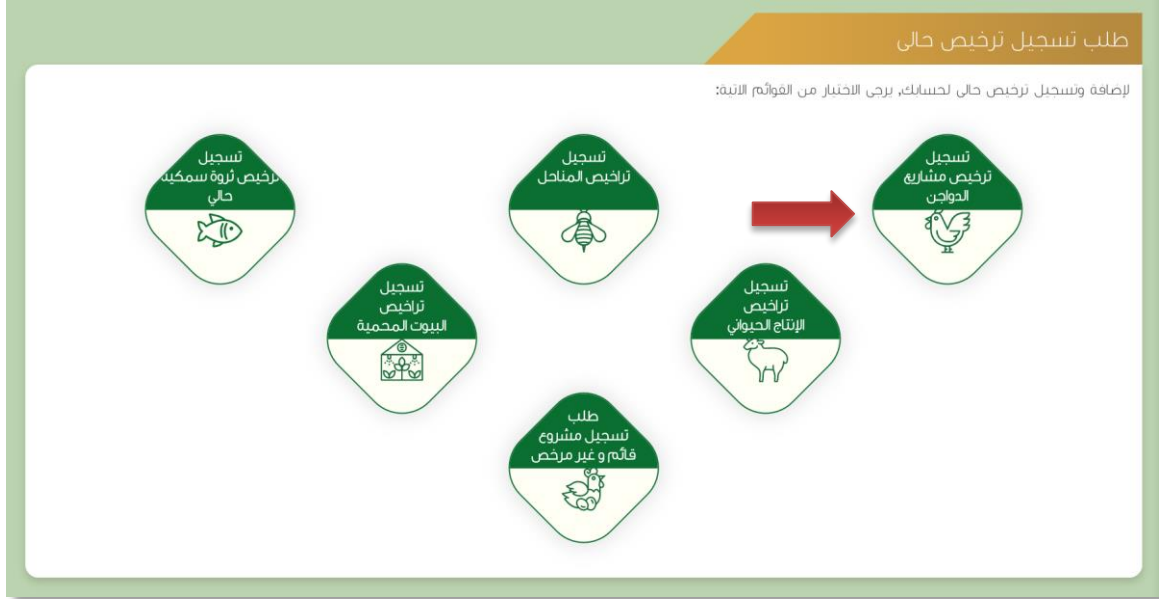 طلب تسجيل ترخيص حالى
لإضافة وتسجيل ترخيص حالى لحسابك, يرجى الاختيار من القوائم الاتية:
تسجيل
ترخيص مشاريع
الدواجن
تسجيل
تراخيص المناحل
تسجيل
ترخيص ثروة سمكية
حالي
تسجيل
تراخيص
الإنتاج الحيواني
تسجيل
تراخيص
البيوت المحمية
طلب
تسجيل مشروع
قائم و غير مرخص